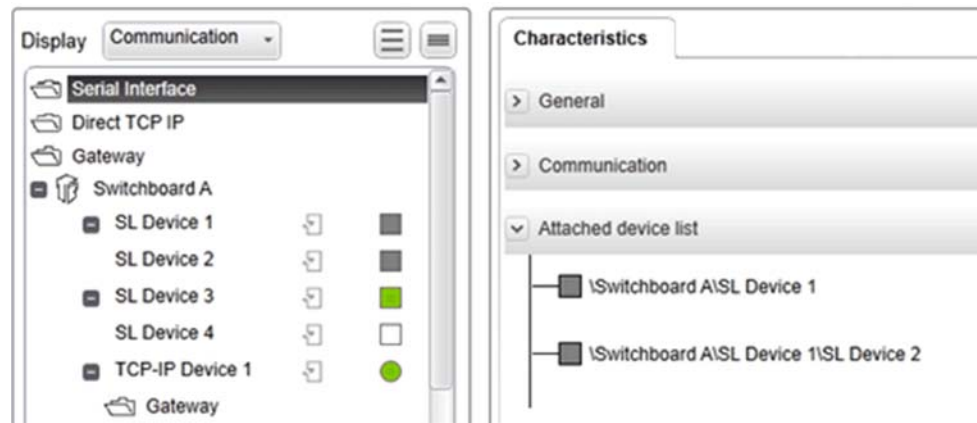 Display Communication
Serial Interface
Direct TCP IP
Gateway
Switchboard A
SL Device 1
SL Device 2
SL Device 3
SL Device 4
TCP-IP Device 1
Gateway
Characteristics
General
Communication
Attached device list
\Switchboard A\SL Device 1
\Switchboard A\SL Device 1\SL Device 2